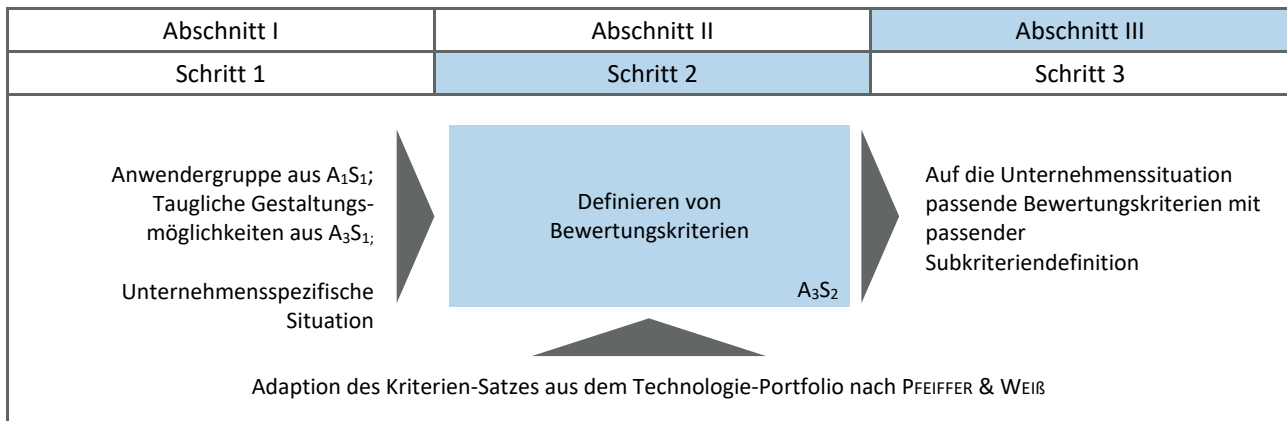 Abschnitt I
Abschnitt II
Abschnitt III
Schritt 1
Schritt 2
Schritt 3
Anwendergruppe aus A₁S₁;
Taugliche Gestaltungs-
möglichkeiten aus A₃S₁;
Unternehmensspezifische
Situation
Definieren von
Bewertungskriterien
A₃S₂
Auf die Unternehmenssituation
passende Bewertungskriterien mit
passender
Subkriteriendefinition
Adaption des Kriterien-Satzes aus dem Technologie-Portfolio nach PFEIFFER & WEIß